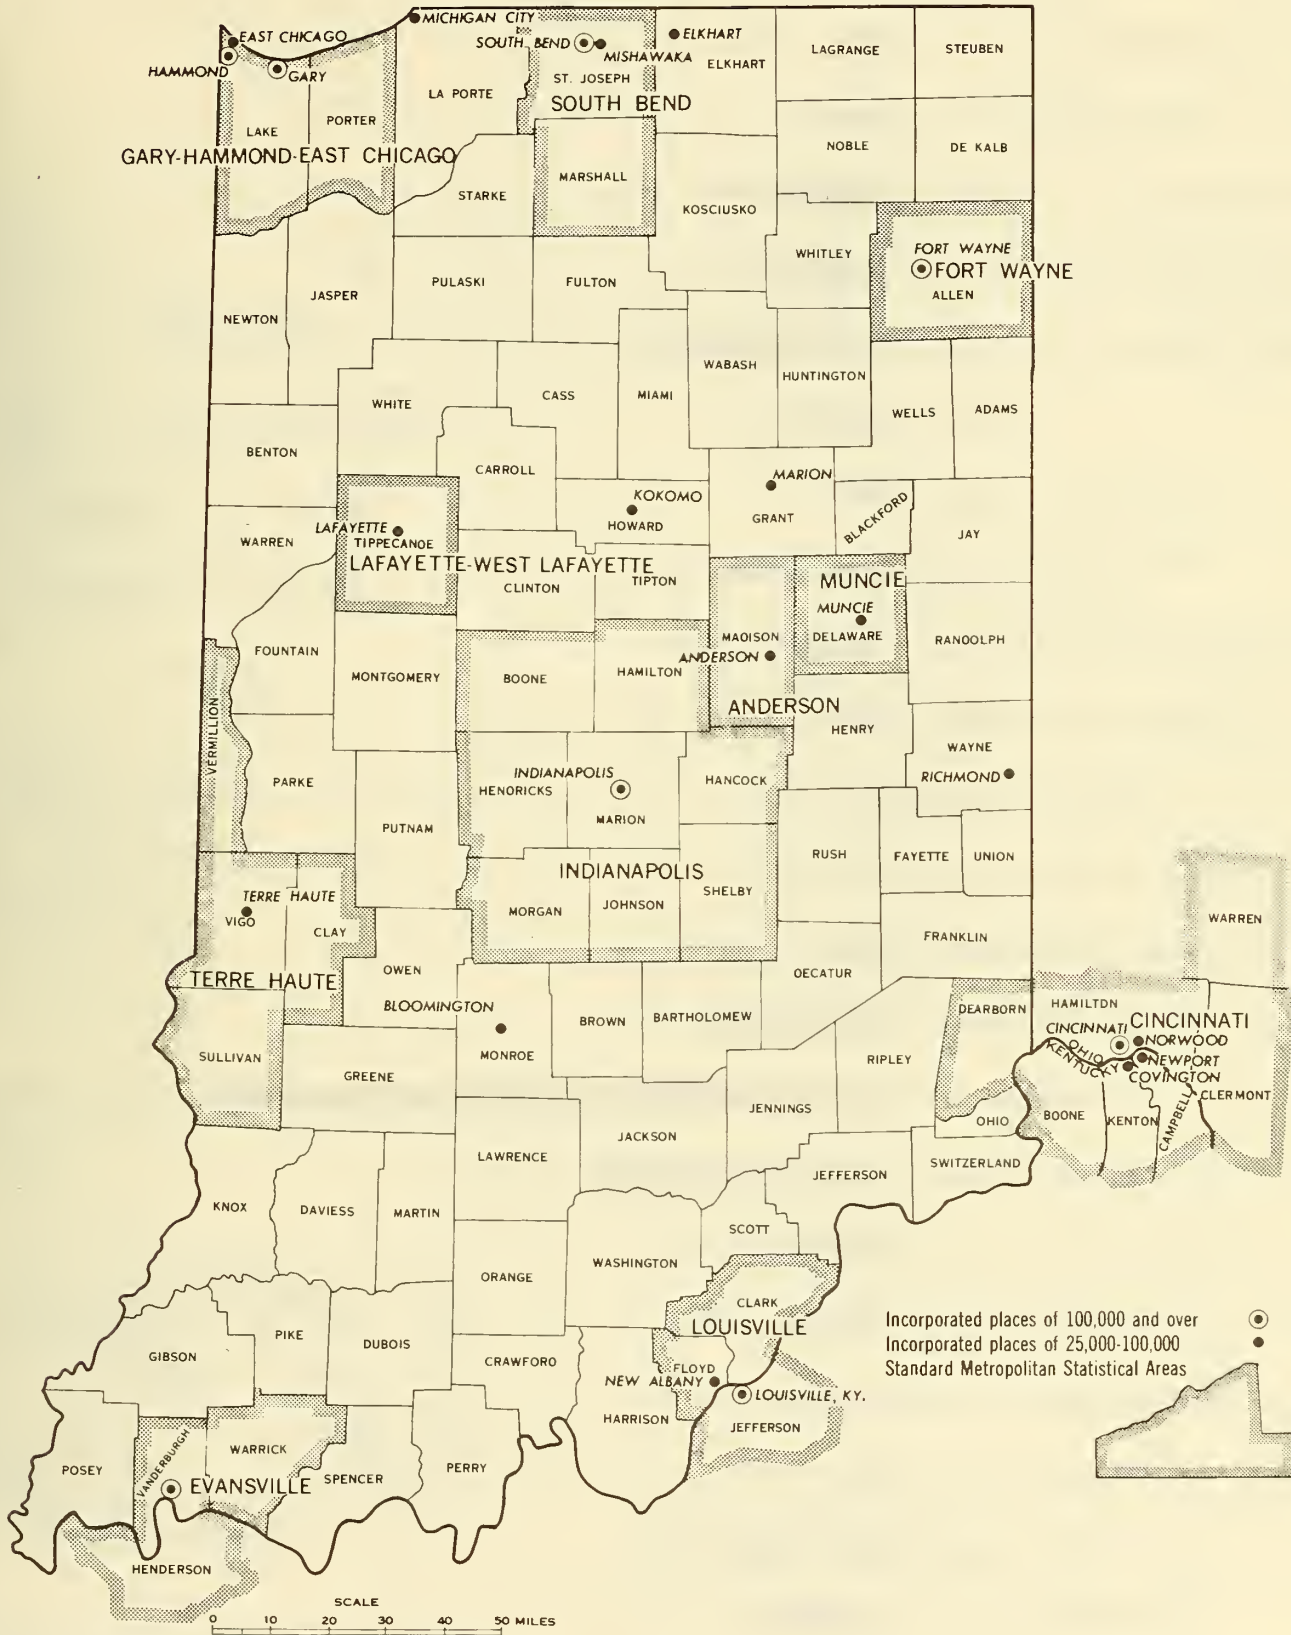 MICHIGAN CITY
EAST CHICAGO
SOUTH BEND
MISHAWAKA
ELKHART
HAMMOND
GARY
ELKHART
LAGRANGE
STEUBEN
ST. JOSEPH
LA PORTE
SOUTH BEND
LAKE
PORTER
GARY-HAMMOND-EAST CHICAGO
NOBLE
DE KALB
MARSHALL
STARKE
KOSCIUSKO
WHITLEY
FORT WAYNE
FORT WAYNE
ALLEN
NEWTON
JASPER
PULASKI
FULTON
WHITE
CASS
MIAMI
WABASH
HUNTINGTON
WELLS
ADAMS
BENTON
CARROLL
MARION
GRANT
KOKOMO
HOWARD
BLACKFORD
JAY
WARREN
LAFAYETTE
TIPPECANOE
LAFAYETTE-WEST LAFAYETTE
CLINTON
TIPTON
MUNCIE
MUNCIE
DELAWARE
MADISON
ANDERSON
ANDERSON
RANDOLPH
FOUNTAIN
MONTGOMERY
BOONE
HAMILTON
HENRY
WAYNE
RICHMOND
VERMILLION
PARKE
PUTNAM
INDIANAPOLIS
HENDRICKS
MARION
HANCOCK
INDIANAPOLIS
MORGAN
JOHNSON
SHELBY
RUSH
FAYETTE
UNION
FRANKLIN
TERRE HAUTE
VIGO
CLAY
TERRE HAUTE
OWEN
BLOOMINGTON
MONROE
BROWN
BARTHOLOMEW
DECATUR
DEARBORN
WARREN
HAMILTON
CINCINNATI
CINCINNATI
NORWOOD
OHIO
KENTUCKY
NEWPORT
COVINGTON
CLERMONT
BOONE
KENTON
CAMPBELL
SULLIVAN
GREENE
RIPLEY
OHIO
JENNINGS
JACKSON
LAWRENCE
SWITZERLAND
JEFFERSON
KNOX
DAVIESS
MARTIN
SCOTT
WASHINGTON
ORANGE
CLARK
LOUISVILLE
PIKE
GIBSON
DUBOIS
CRAWFORD
FLOYD
NEW ALBANY
LOUISVILLE, KY.
HARRISON
JEFFERSON
POSEY
VANDERBURGH
WARRICK
EVANSVILLE
SPENCER
PERRY
HENDERSON
Incorporated places of 100,000 and over
Incorporated places of 25,000-100,000
Standard Metropolitan Statistical Areas
SCALE
0 10 20 30 40 50 MILES